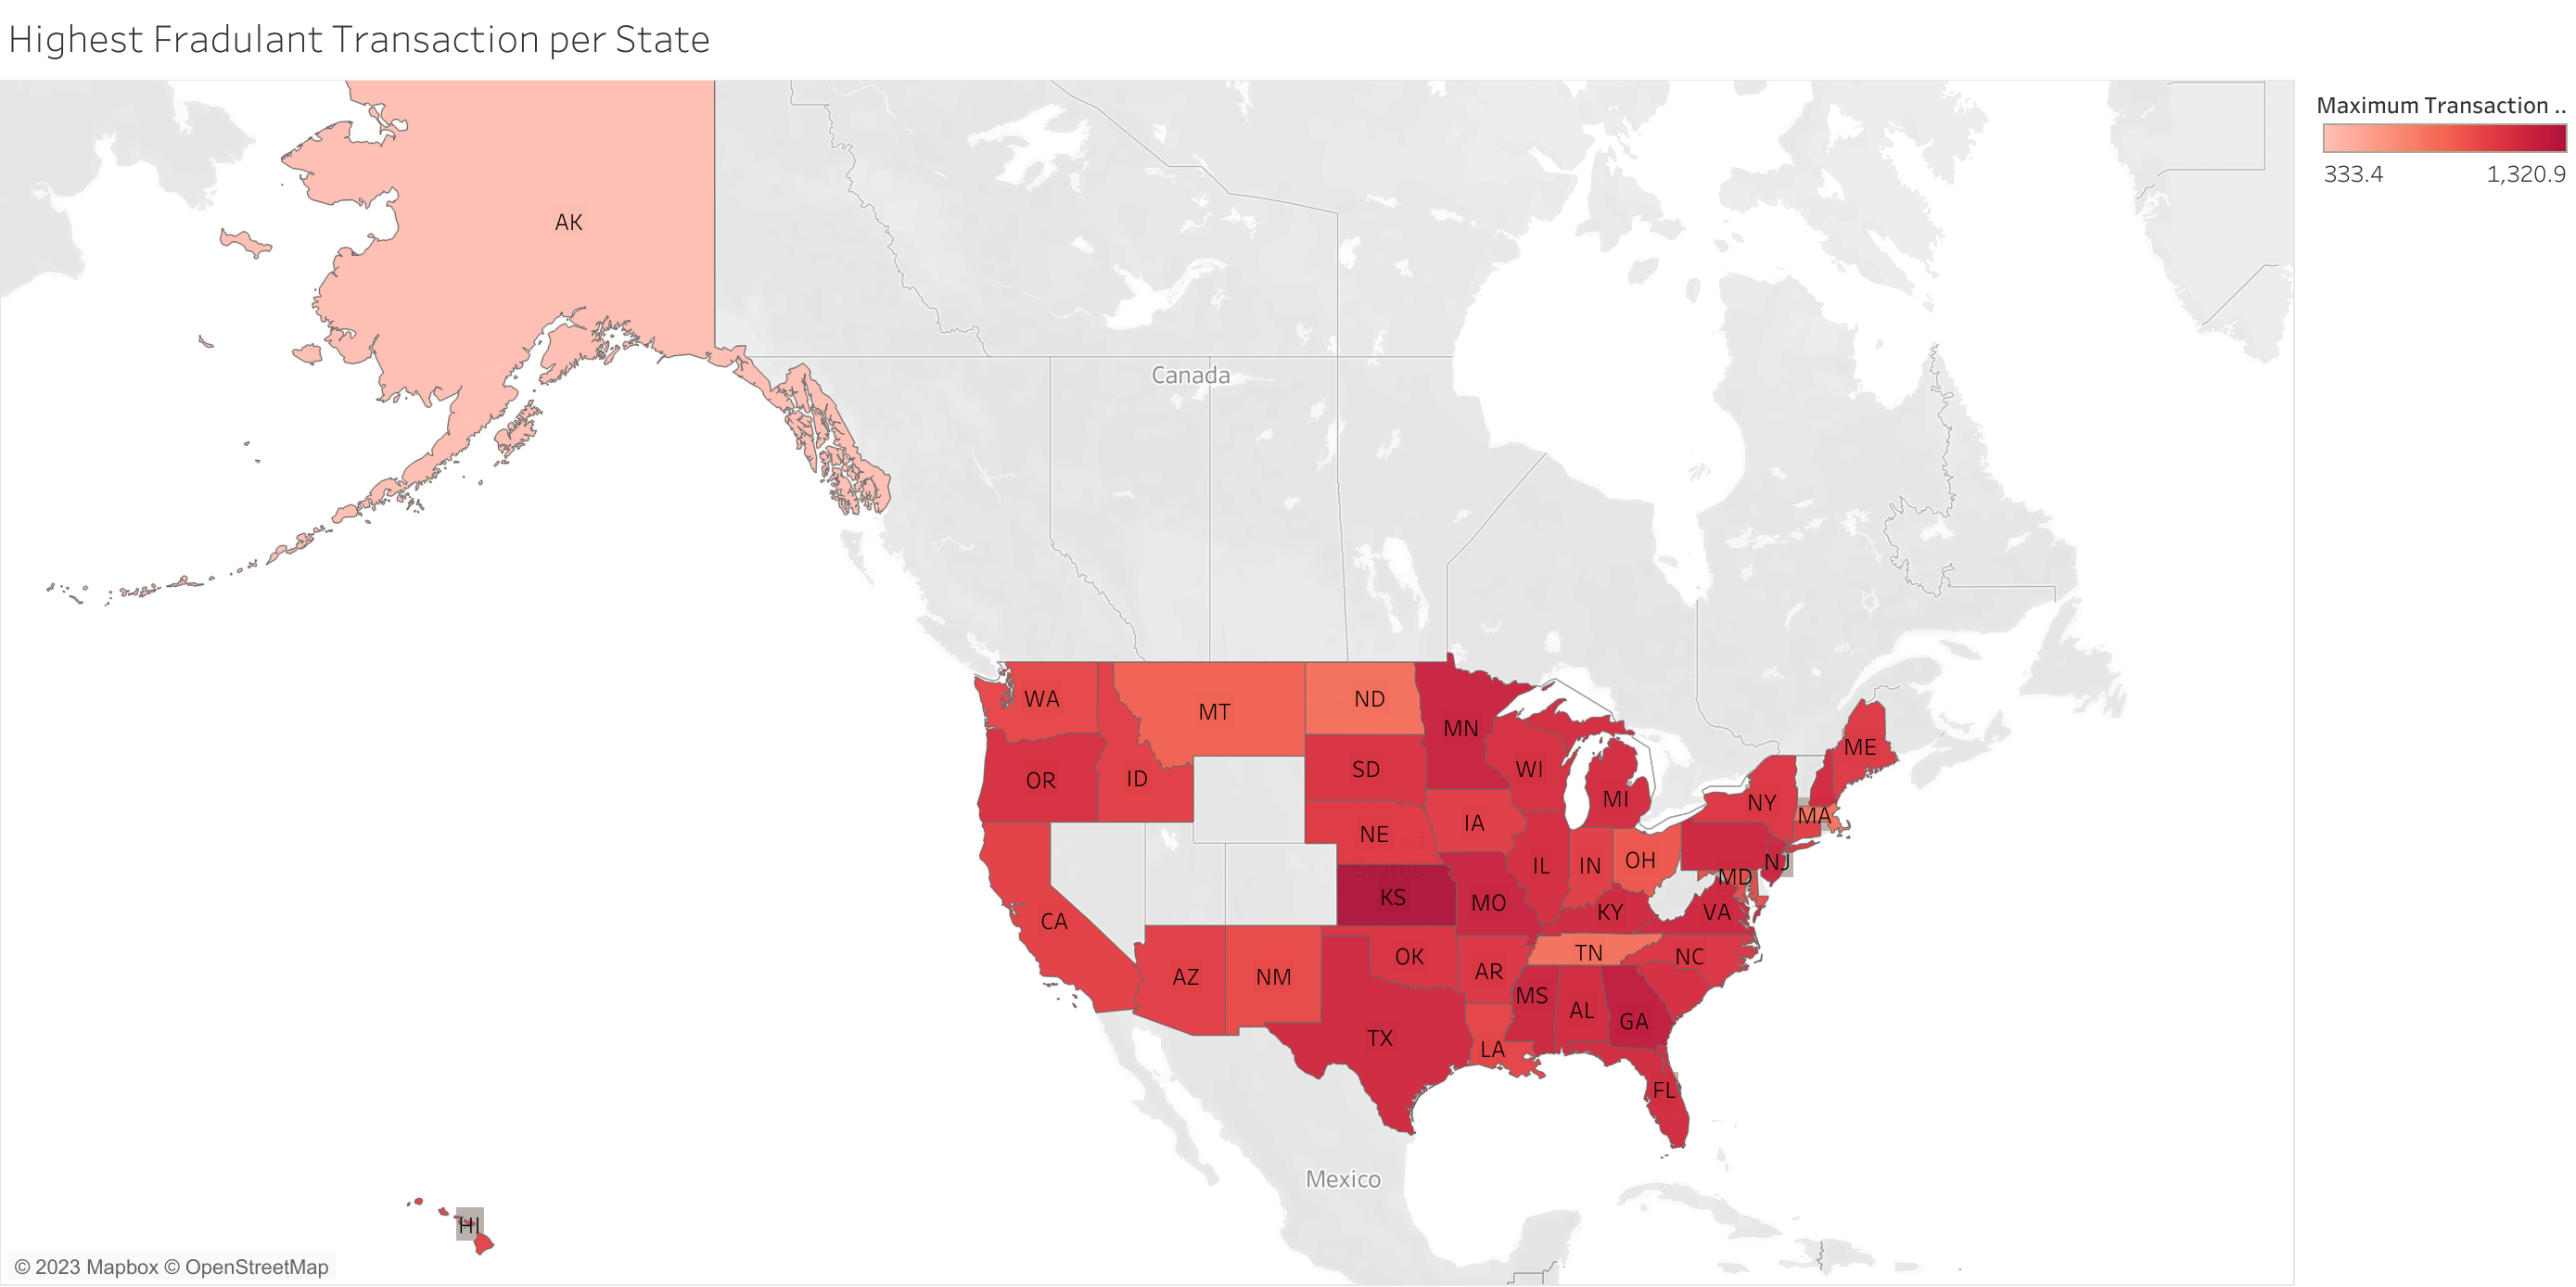 Highest Fradulant Transaction per State
Maximum Transaction ..
333.4 1,320.9
AK
Canada
WA
MT
ND
MN
ME
OR
ID
SD
WI
MI
NY
MA
NE
IA
IL
IN
OH
NJ
MD
KS
MO
KY
VA
CA
AZ
NM
OK
AR
TN
NC
MS
AL
GA
TX
LA
FL
Mexico
HI
© 2023 Mapbox © OpenStreetMap